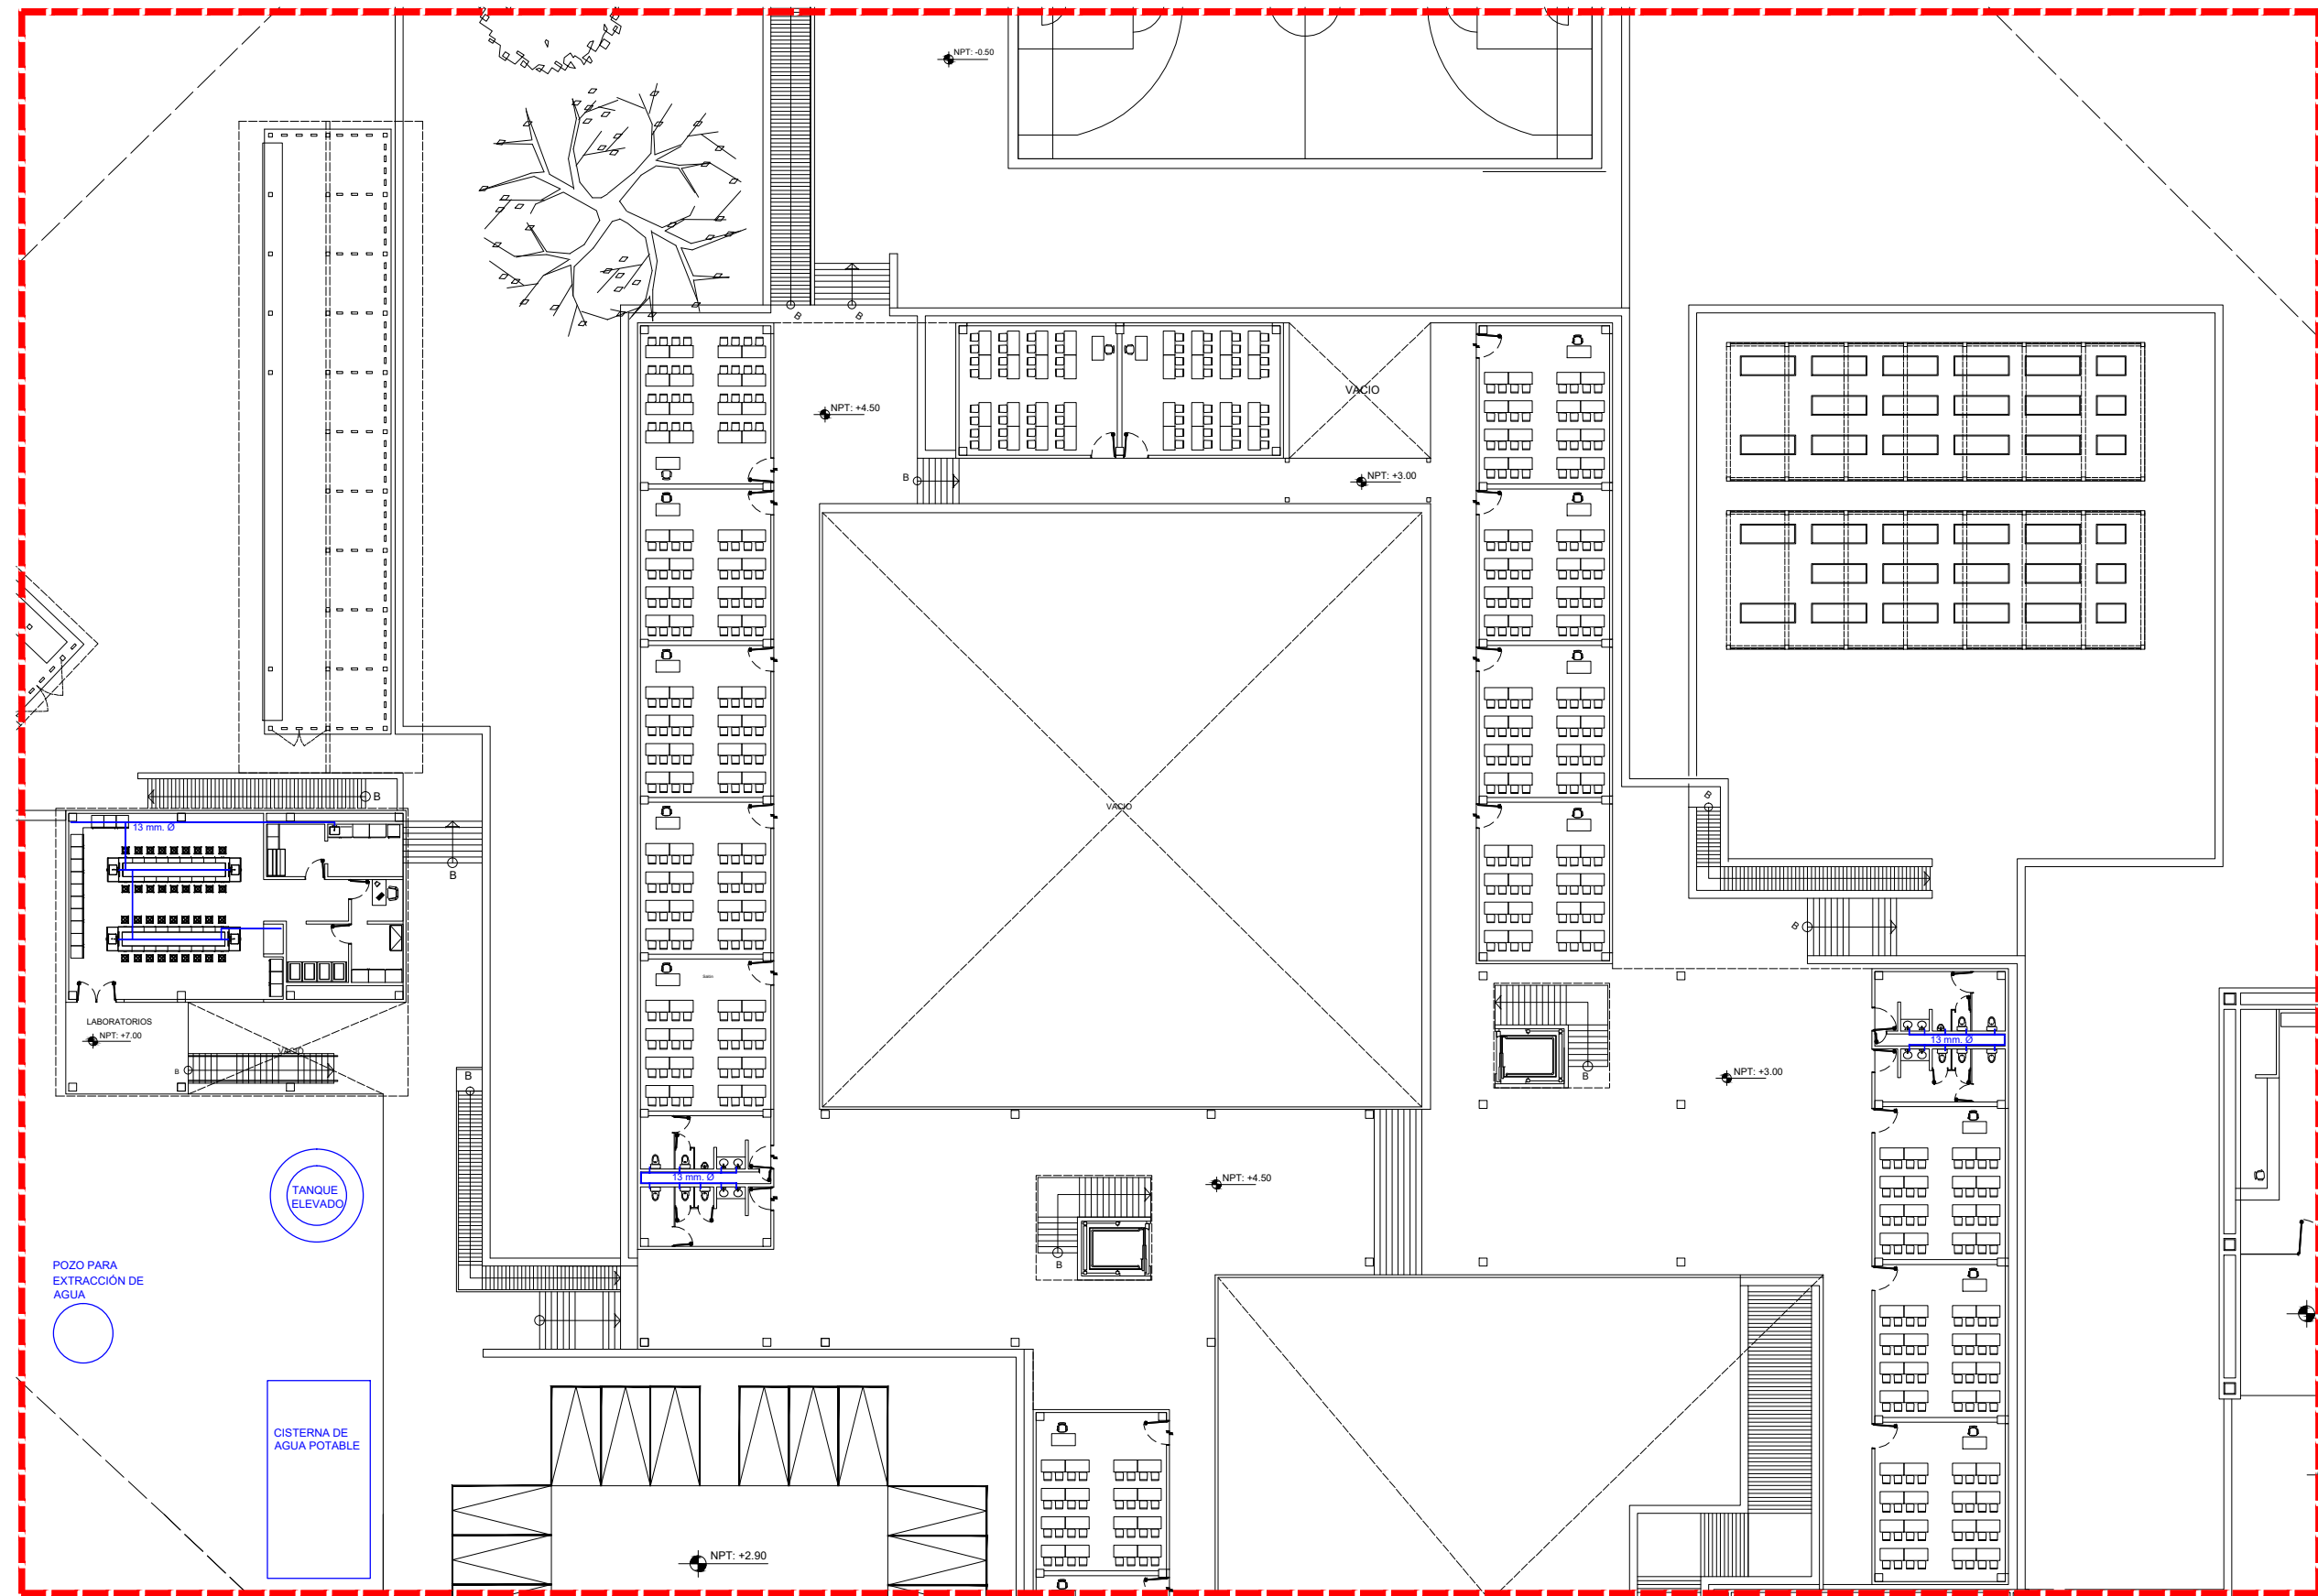 NPT: -0.50
VACIO
NPT: +4.50
B
NPT: +3.00
B
VACIO
13 mm. Ø
B
B
B
Salón
B
LABORATORIOS
NPT: +7.00
VACIO
B
B
B
13 mm. Ø
NPT: +3.00
B
13 mm. Ø
NPT: +4.50
TANQUE
ELEVADO
B
POZO PARA
EXTRACCIÓN DE
AGUA
CISTERNA DE
AGUA POTABLE
NPT: +2.90